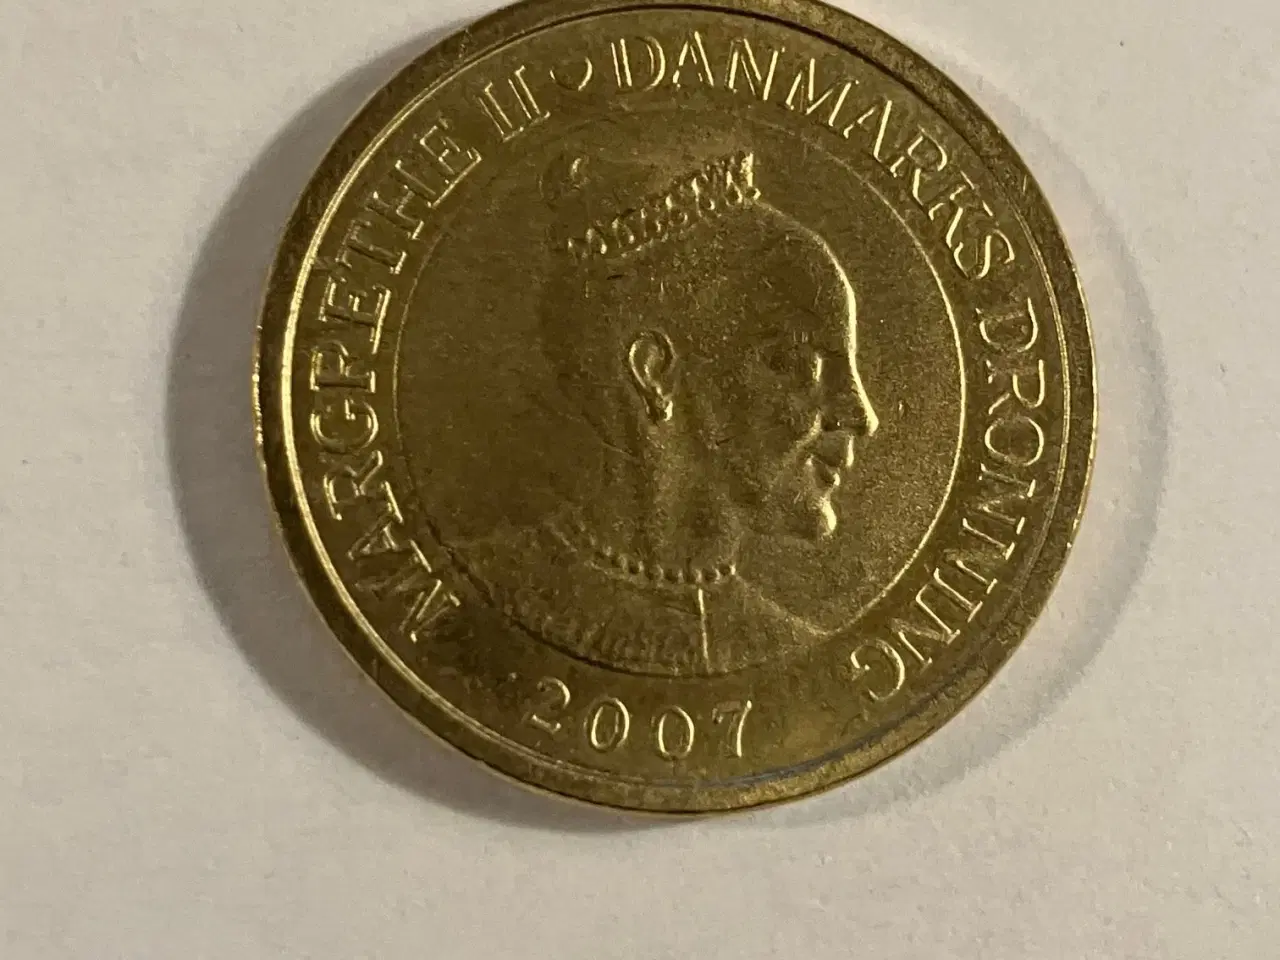 MARGRETHE II DANMARKS DRONNING
2007